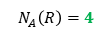 N_A(R) = 4